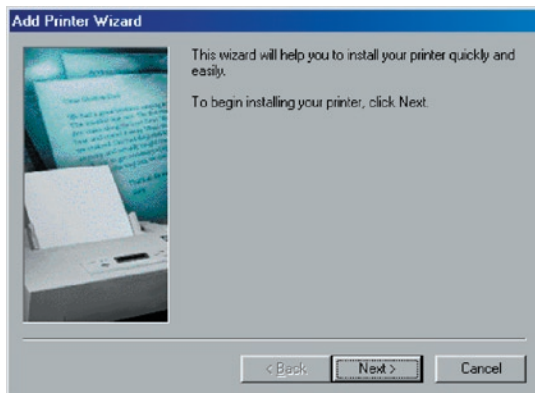 Add Printer Wizard
This wizard will help you to install your printer quickly and
easily.
To begin installing your printer, click Next.
< Back
Next >
Cancel